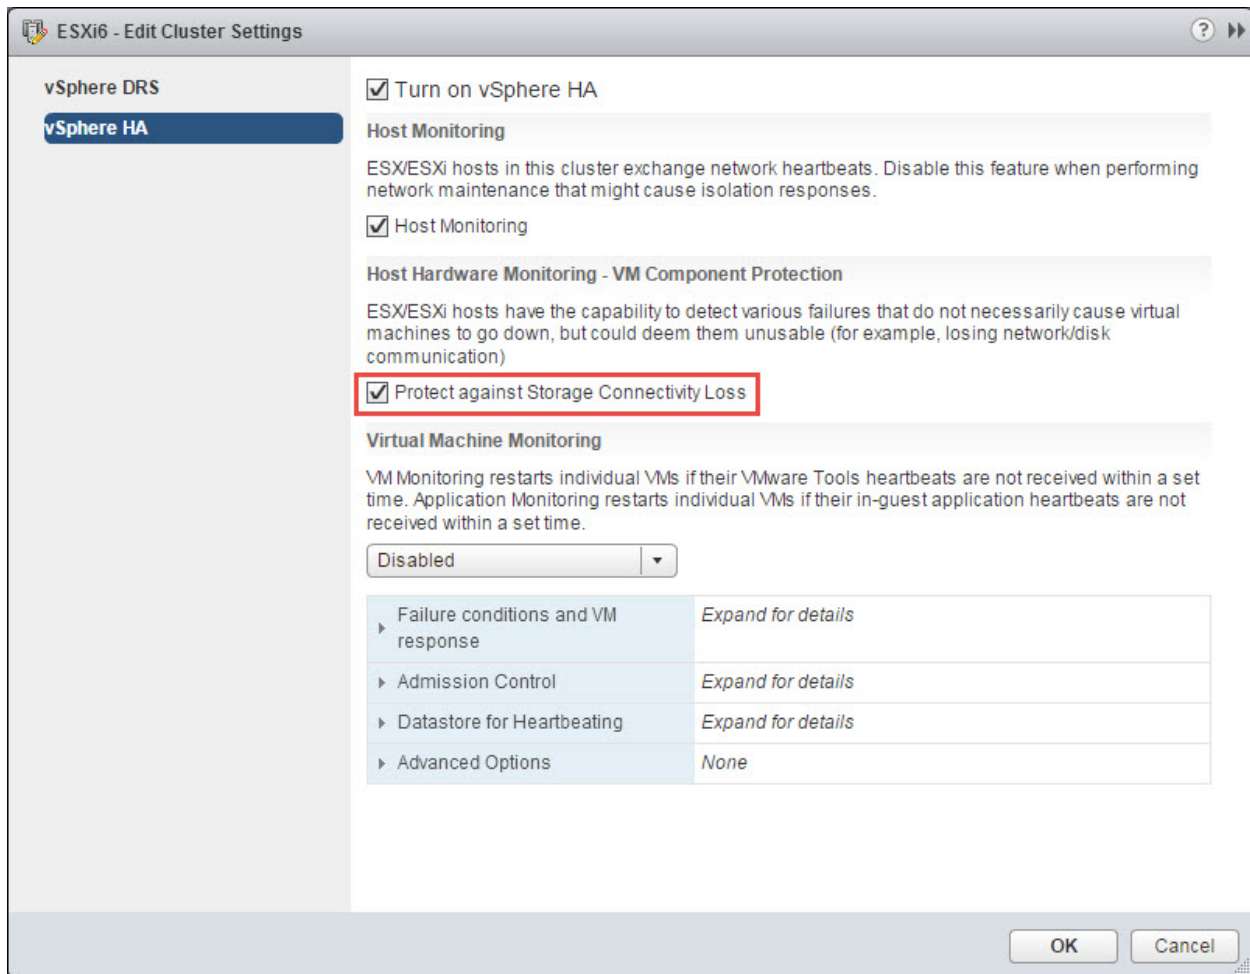 ESXi6 - Edit Cluster Settings
?
vSphere DRS
vSphere HA
Turn on vSphere HA
Host Monitoring
ESX/ESXi hosts in this cluster exchange network heartbeats. Disable this feature when performing
network maintenance that might cause isolation responses.
Host Monitoring
Host Hardware Monitoring - VM Component Protection
ESX/ESXi hosts have the capability to detect various failures that do not necessarily cause virtual
machines to go down, but could deem them unusable (for example, losing network/disk
communication)
Protect against Storage Connectivity Loss
Virtual Machine Monitoring
VM Monitoring restarts individual VMs if their VMware Tools heartbeats are not received within a set
time. Application Monitoring restarts individual VMs if their in-guest application heartbeats are not
received within a set time.
Disabled
Failure conditions and VM
response
Expand for details
Admission Control
Expand for details
Datastore for Heartbeating
Expand for details
Advanced Options
None
OK
Cancel